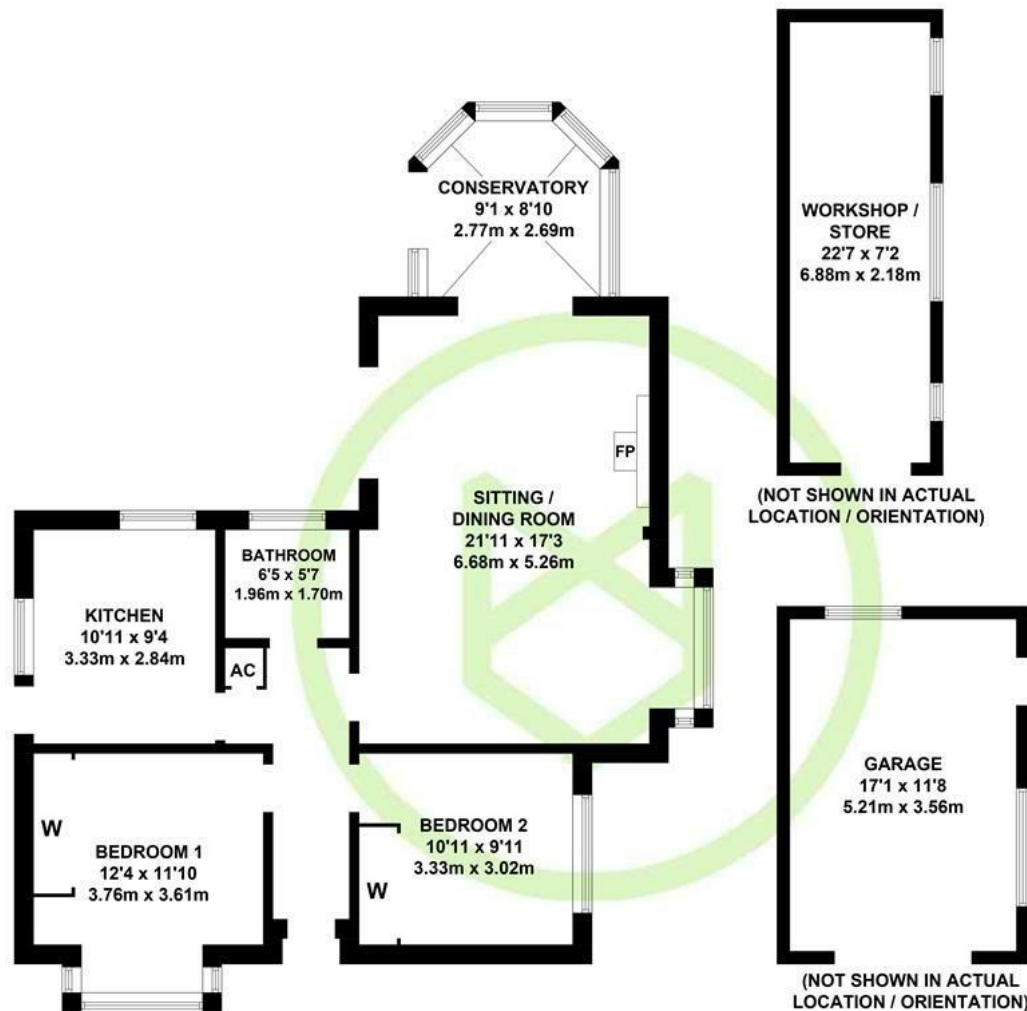 CONSERVATORY
9'1 x 8'10
2.77m x 2.69m
WORKSHOP /
STORE
22'7 x 7'2
6.88m x 2.18m
(NOT SHOWN IN ACTUAL
LOCATION / ORIENTATION)
FP
SITTING /
DINING ROOM
21'11 x 17'3
6.68m x 5.26m
BATHROOM
6'5 x 5'7
1.96m x 1.70m
KITCHEN
10'11 x 9'4
3.33m x 2.84m
AC
W
BEDROOM 1
12'4 x 11'10
3.76m x 3.61m
BEDROOM 2
10'11 x 9'11
3.33m x 3.02m
W
GARAGE
17'1 x 11'8
5.21m x 3.56m
(NOT SHOWN IN ACTUAL
LOCATION / ORIENTATION)